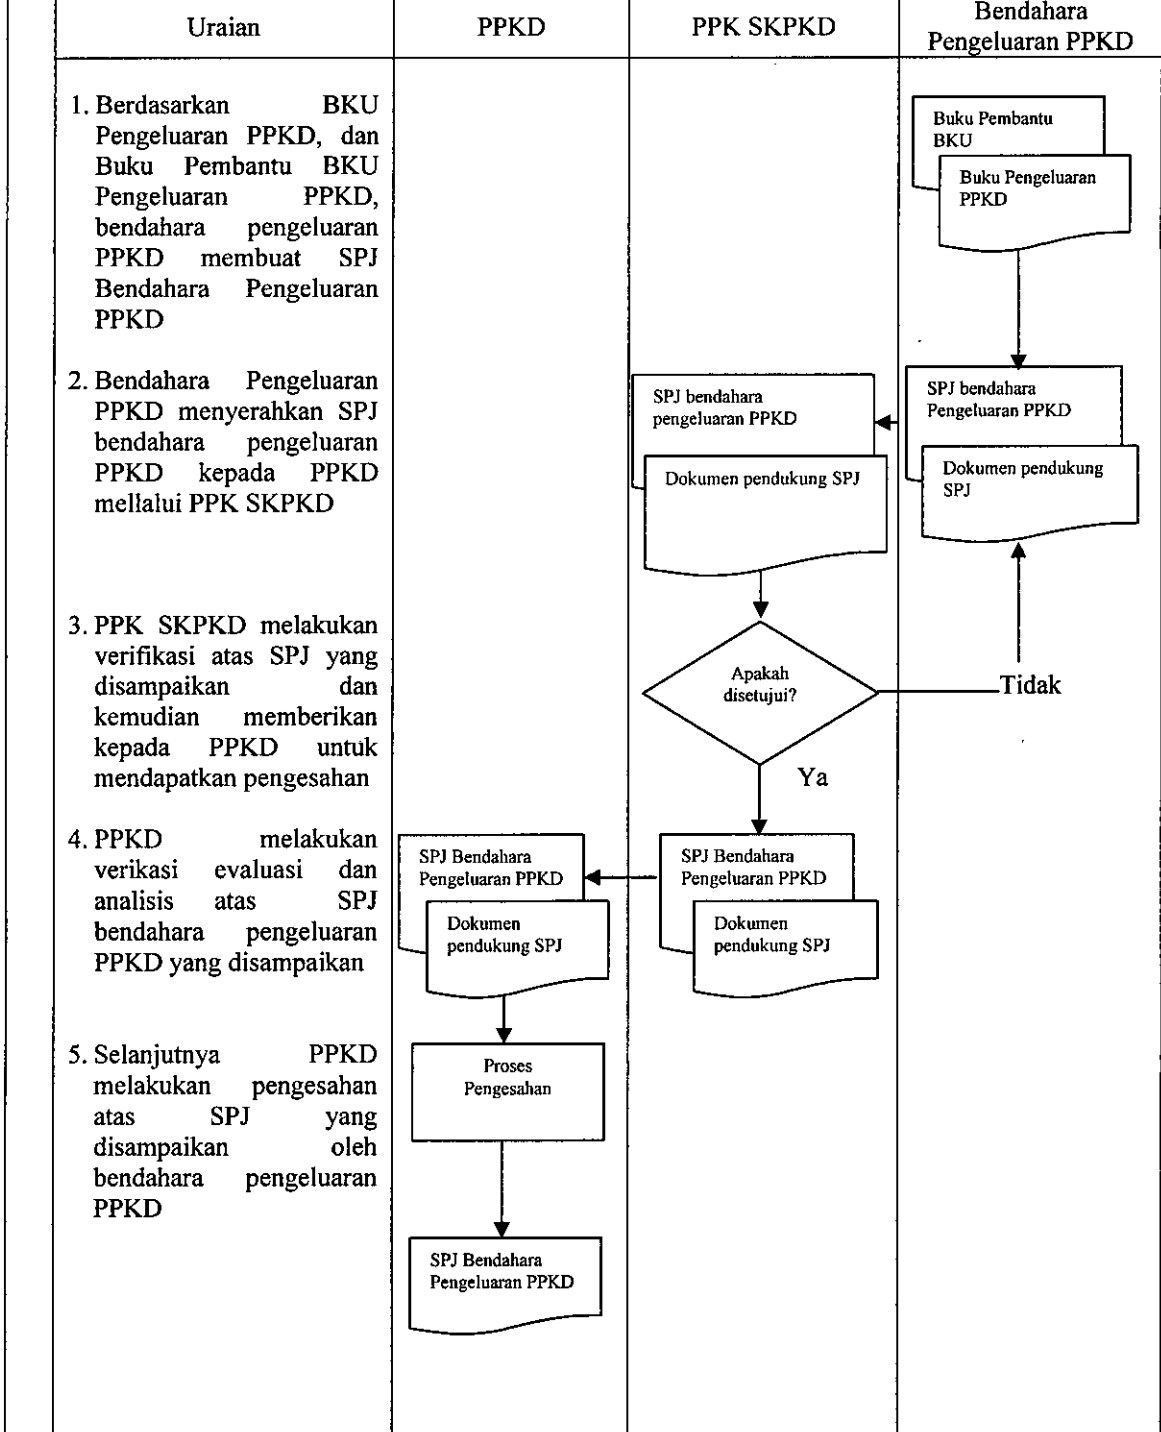 Uraian
PPKD
PPK SKPKD
Bendahara
Pengeluaran PPKD
1. Berdasarkan BKU
Pengeluaran PPKD, dan
Buku Pembantu BKU
Pengeluaran PPKD,
bendahara pengeluaran
PPKD membuat SPJ
Bendahara Pengeluaran
PPKD
Buku Pembantu
BKU
Buku Pengeluaran
PPKD
2. Bendahara Pengeluaran
PPKD menyerahkan SPJ
bendahara pengeluaran
PPKD kepada PPKD
mellalui PPK SKPKD
SPJ bendahara
pengeluaran PPKD
Dokumen pendukung SPJ
SPJ bendahara
Pengeluaran PPKD
Dokumen pendukung
SPJ
3. PPK SKPKD melakukan
verifikasi atas SPJ yang
disampaikan dan
kemudian memberikan
kepada PPKD untuk
mendapatkan pengesahan
Apakah
disetujui?
Tidak
Ya
4. PPKD melakukan
verikasi evaluasi dan
analisis atas SPJ
bendahara pengeluaran
PPKD yang disampaikan
SPJ Bendahara
Pengeluaran PPKD
Dokumen
pendukung SPJ
SPJ Bendahara
Pengeluaran PPKD
Dokumen
pendukung SPJ
5. Selanjutnya PPKD
melakukan pengesahan
atas SPJ yang
disampaikan oleh
bendahara pengeluaran
PPKD
Proses
Pengesahan
SPJ Bendahara
Pengeluaran PPKD